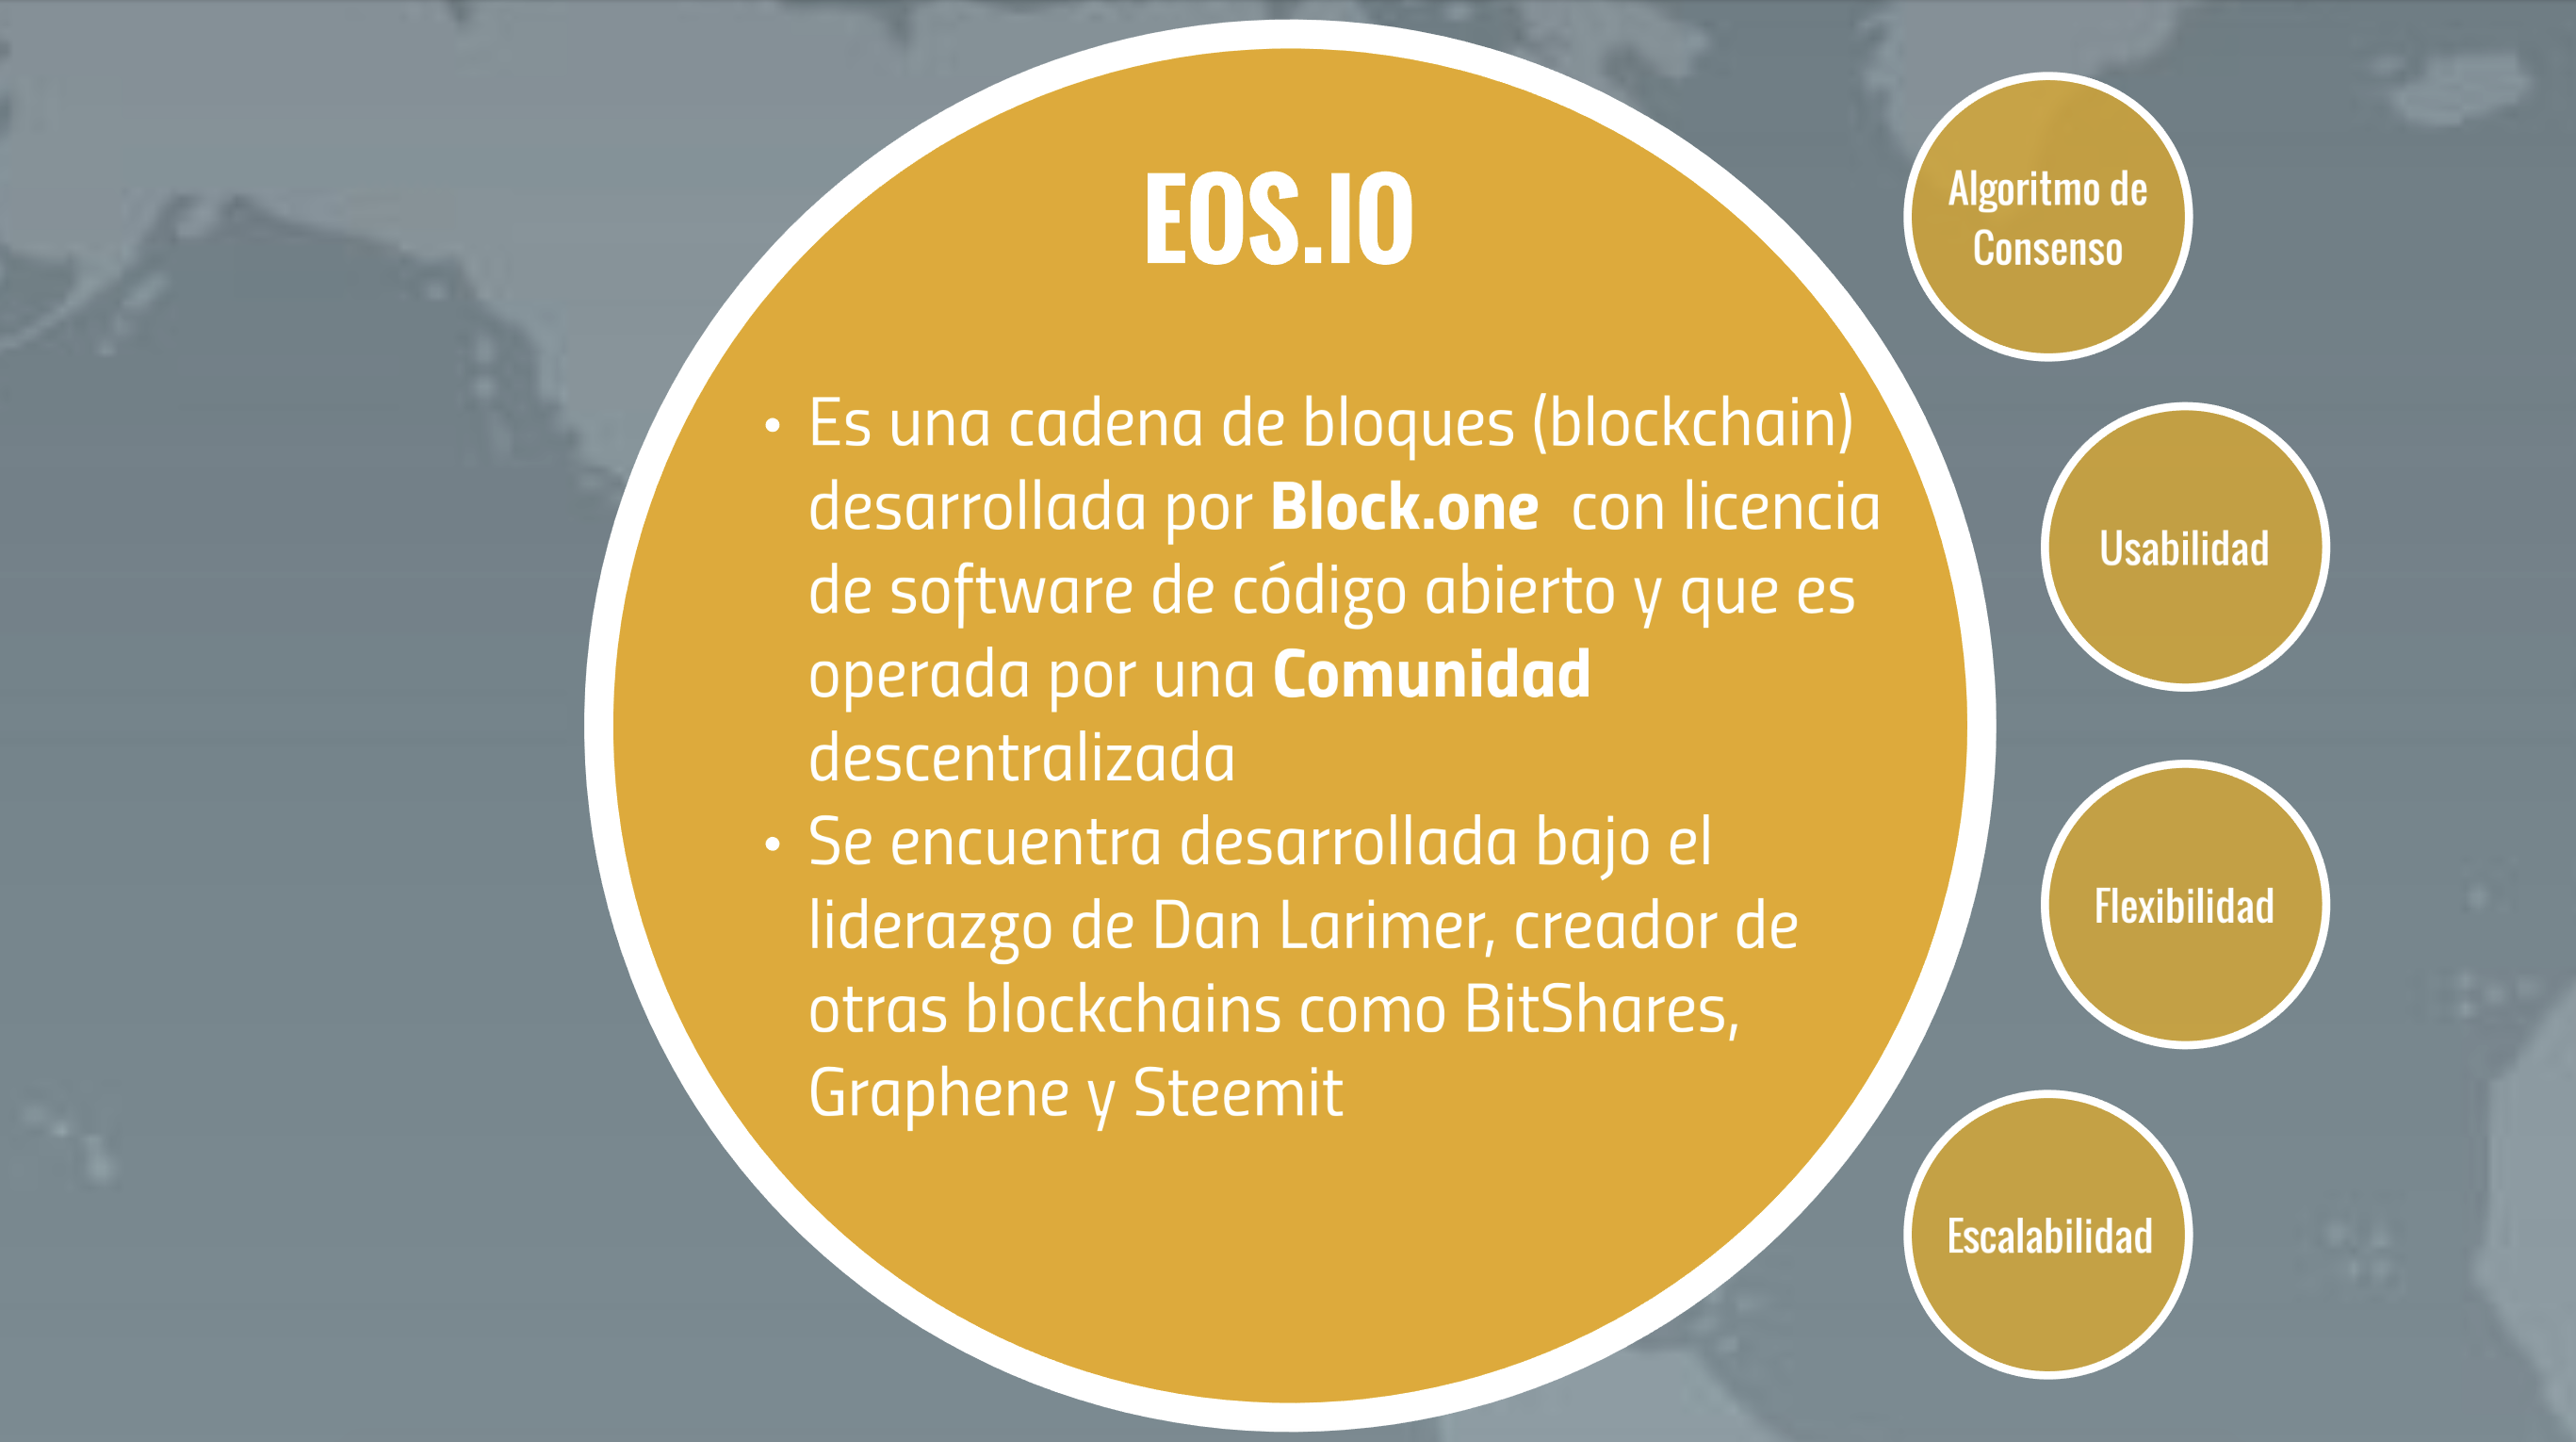 EOS.IO
• Es una cadena de bloques (blockchain)
desarrollada por Block.one con licencia
de software de código abierto y que es
operada por una Comunidad
descentralizada
• Se encuentra desarrollada bajo el
liderazgo de Dan Larimer, creador de
otras blockchains como BitShares,
Graphene y Steemit
Algoritmo de
Consenso
Usabilidad
Flexibilidad
Escalabilidad